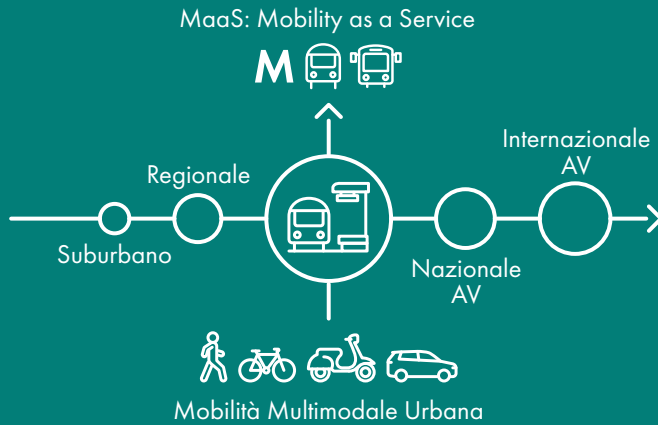 MaaS: Mobility as a Service
M
Internazionale
AV
Regionale
Suburbano
Nazionale
AV
Mobilità Multimodale Urbana